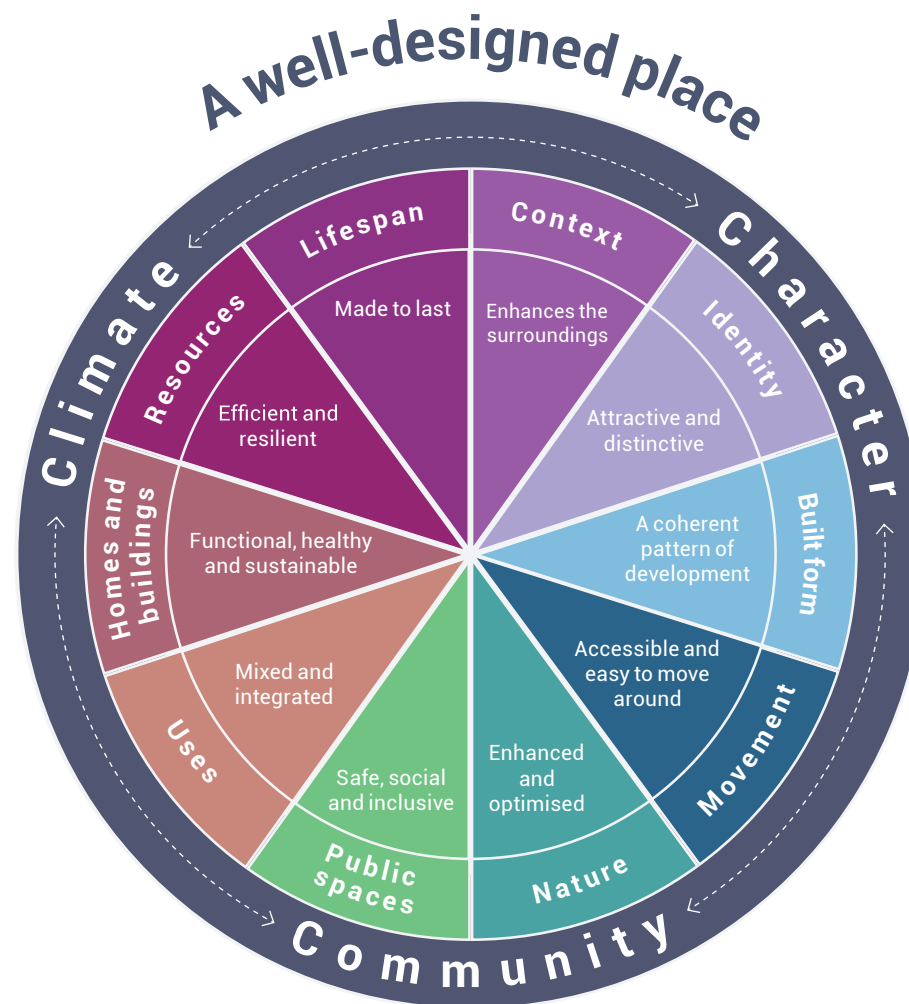 A well-designed place
Climate
Character
Community
Context
Enhances the
surroundings
Identity
Attractive and
distinctive
Built form
A coherent
pattern of
development
Movement
Accessible and
easy to move
around
Nature
Enhanced
and
optimised
Public
spaces
Safe, social
and inclusive
Uses
Mixed and
integrated
Homes and
buildings
Functional, healthy
and sustainable
Resources
Efficient and
resilient
Lifespan
Made to last